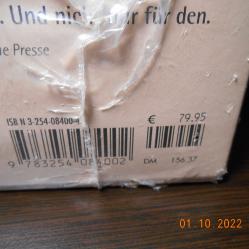 . Und nicht nur für den.
ne Presse
ISBN 3-254-08400-4
€ 79.95
9 783254 084002
DM 156.37
01.10.2022